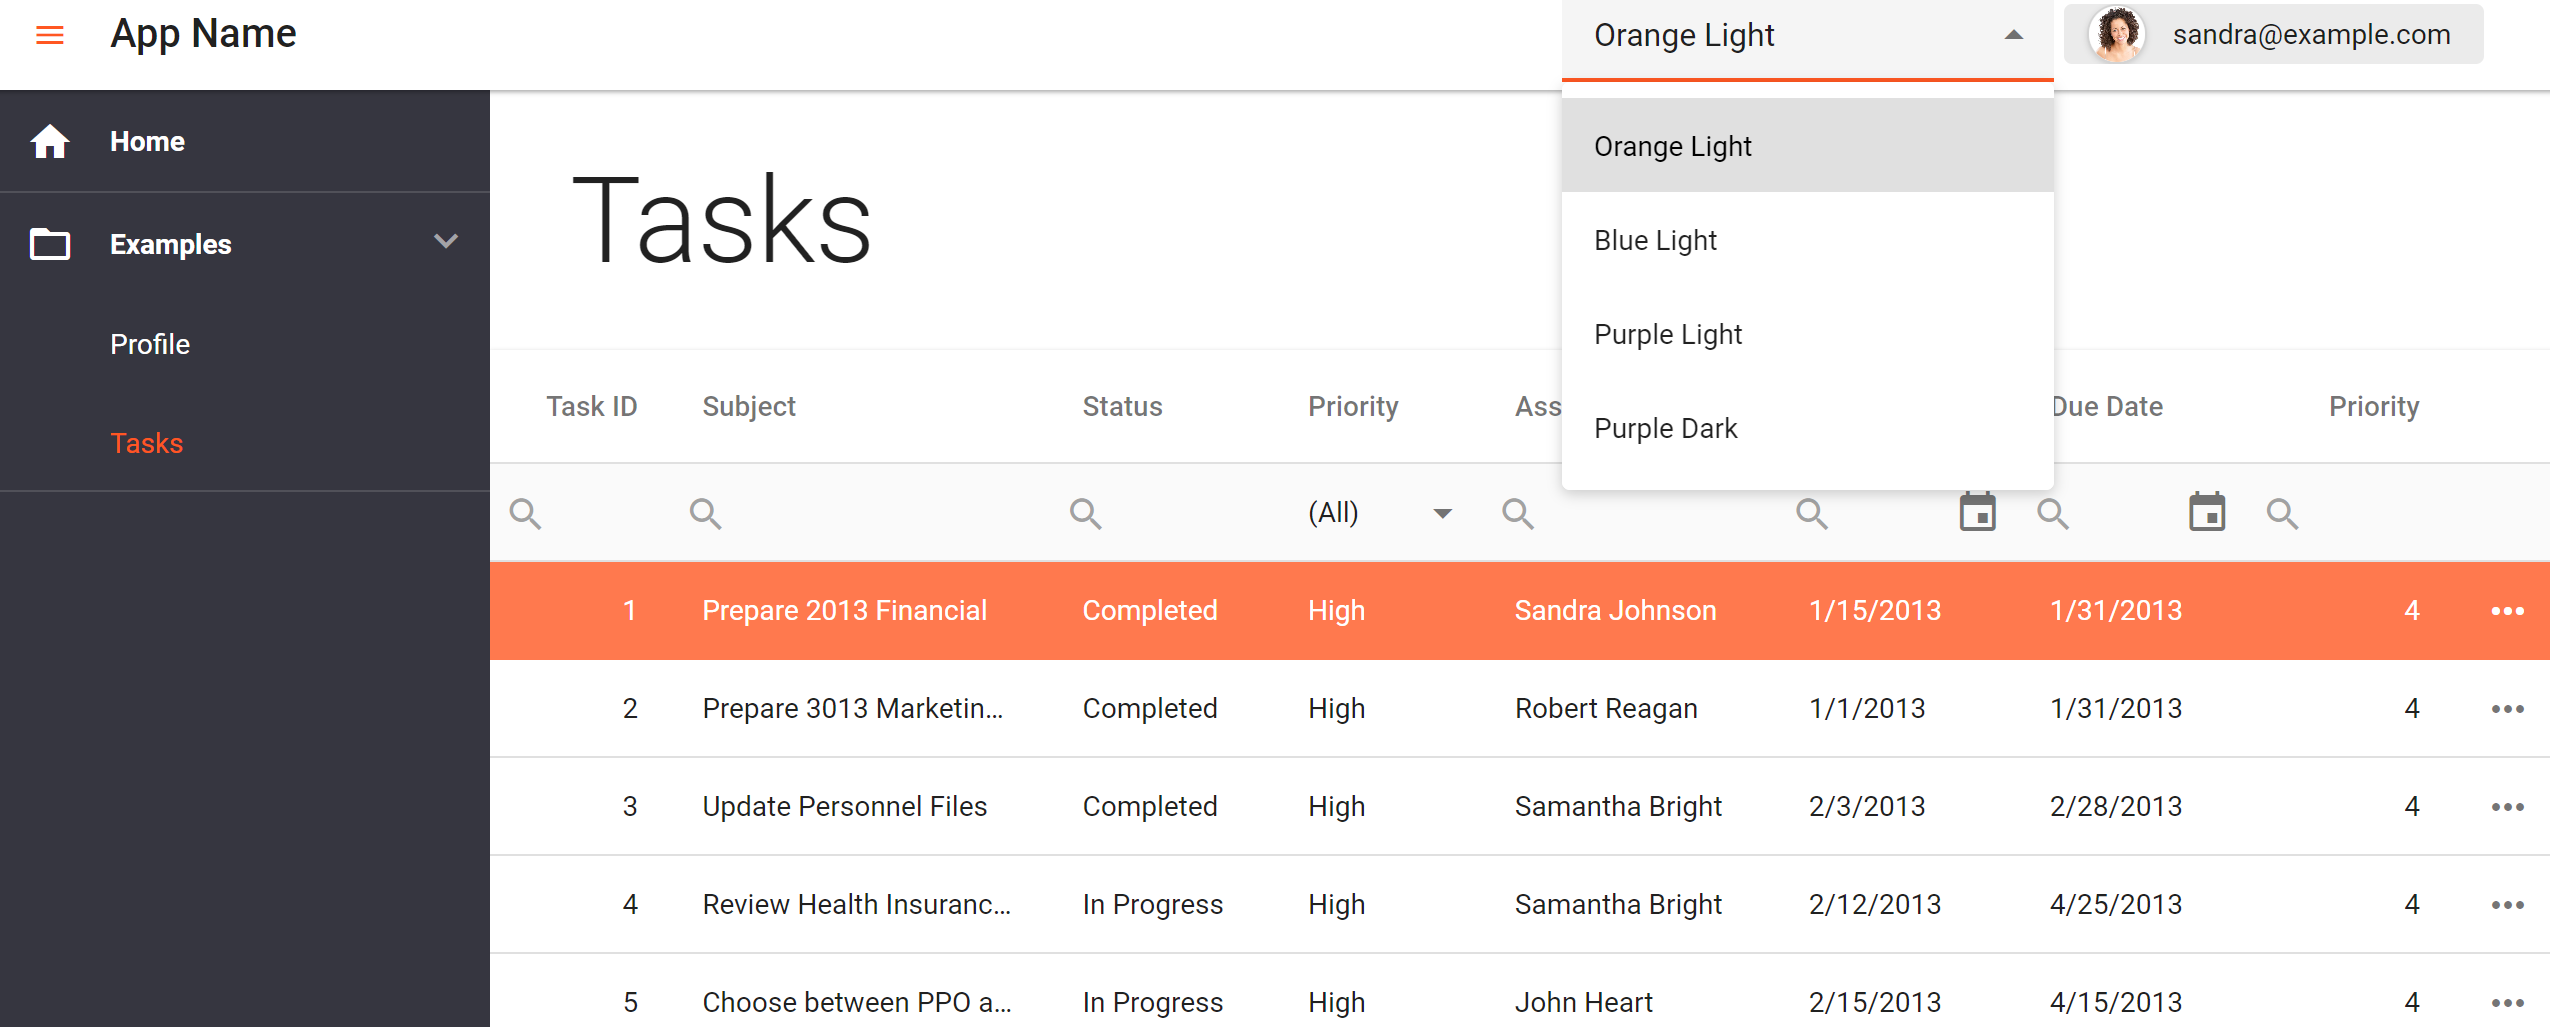 App Name
Orange Light
sandra@example.com
Home
Examples
Profile
Tasks
Tasks
Orange Light
Blue Light
Purple Light
Purple Dark
Task ID Subject Status Priority Ass Due Date Priority
(All)
1 Prepare 2013 Financial Completed High Sandra Johnson 1/15/2013 1/31/2013 4
2 Prepare 3013 Marketin... Completed High Robert Reagan 1/1/2013 1/31/2013 4
3 Update Personnel Files Completed High Samantha Bright 2/3/2013 2/28/2013 4
4 Review Health Insuranc... In Progress High Samantha Bright 2/12/2013 4/25/2013 4
5 Choose between PPO a... In Progress High John Heart 2/15/2013 4/15/2013 4